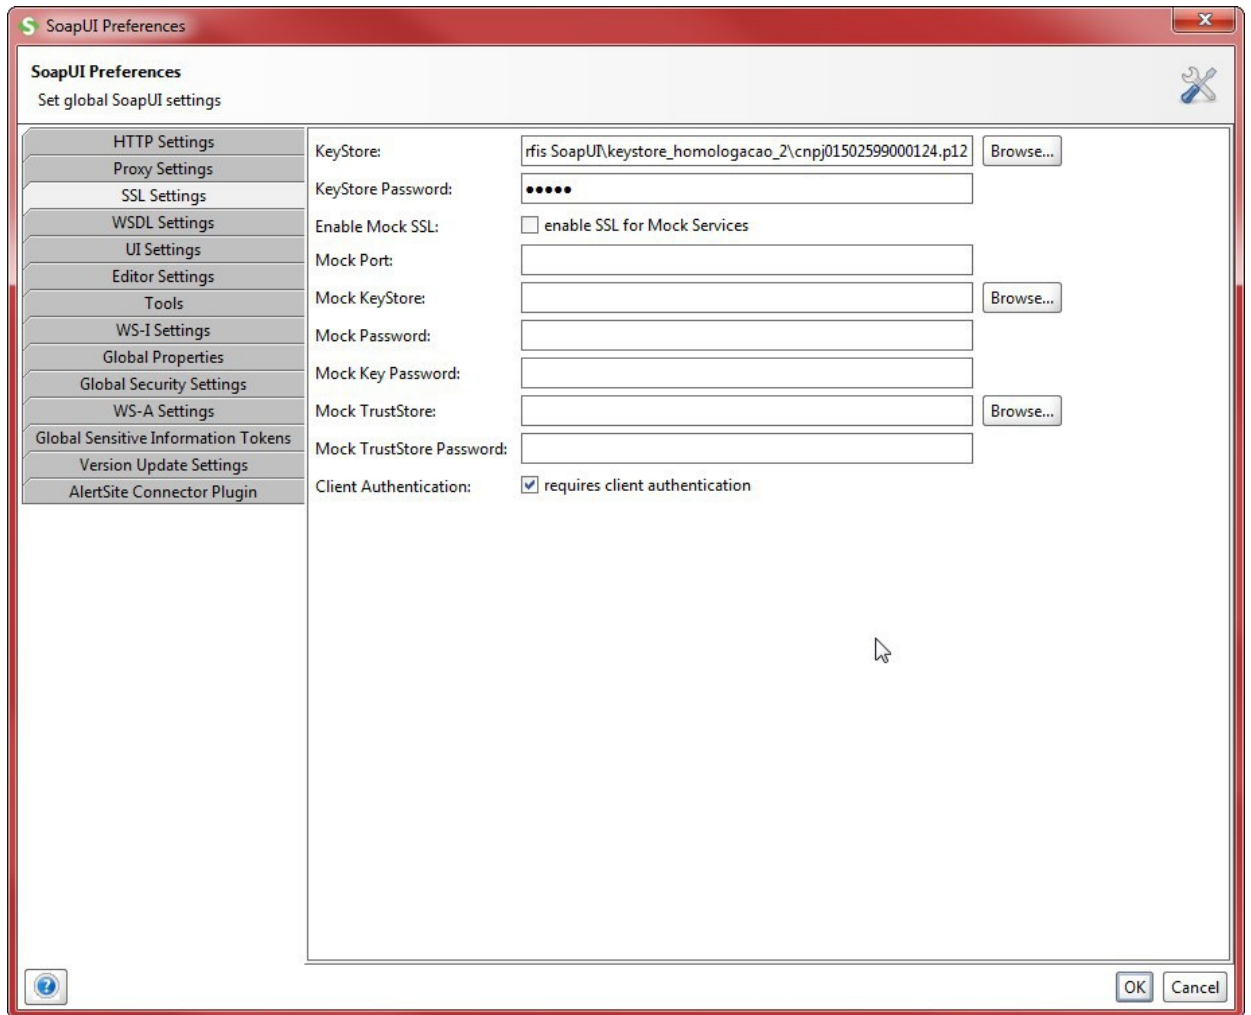 SoapUI Preferences
SoapUI Preferences
Set global SoapUI settings
HTTP Settings
Proxy Settings
SSL Settings
WSDL Settings
UI Settings
Editor Settings
Tools
WS-I Settings
Global Properties
Global Security Settings
WS-A Settings
Global Sensitive Information Tokens
Version Update Settings
AlertSite Connector Plugin
KeyStore: rfis SoapUI\keystore_homologacao_2\cnpj01502599000124.p12 Browse...
KeyStore Password: •••••
Enable Mock SSL: enable SSL for Mock Services
Mock Port:
Mock KeyStore: Browse...
Mock Password:
Mock Key Password:
Mock TrustStore: Browse...
Mock TrustStore Password:
Client Authentication: requires client authentication
OK Cancel